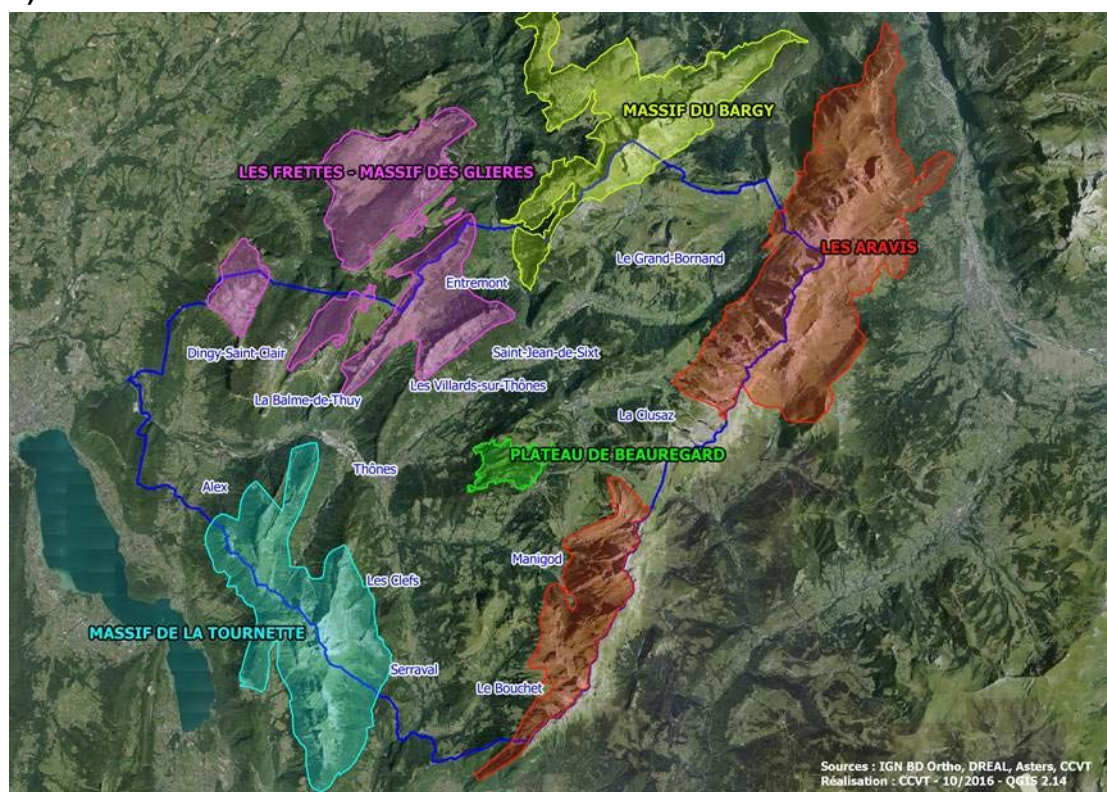 MASSIF DU BARGY
LES FRETTES - MASSIF DES GLIERES
LES ARAVIS
Le Grand-Bornand
Entremont
Dingy-Saint-Clair
Saint-Jean-de-Sixt
Les Villards-sur-Thônes
La Balme-de-Thuy
La Clusaz
PLATEAU DE BEAUREGARD
Thônes
Alex
Manigod
Les Clefs
MASSIF DE LA TOURNETTE
Serraval
Le Bouchet
Sources : IGN BD Ortho, DREAL, Asters, CCVT
Réalisation : CCVT - 10/2016 - QGIS 2.14